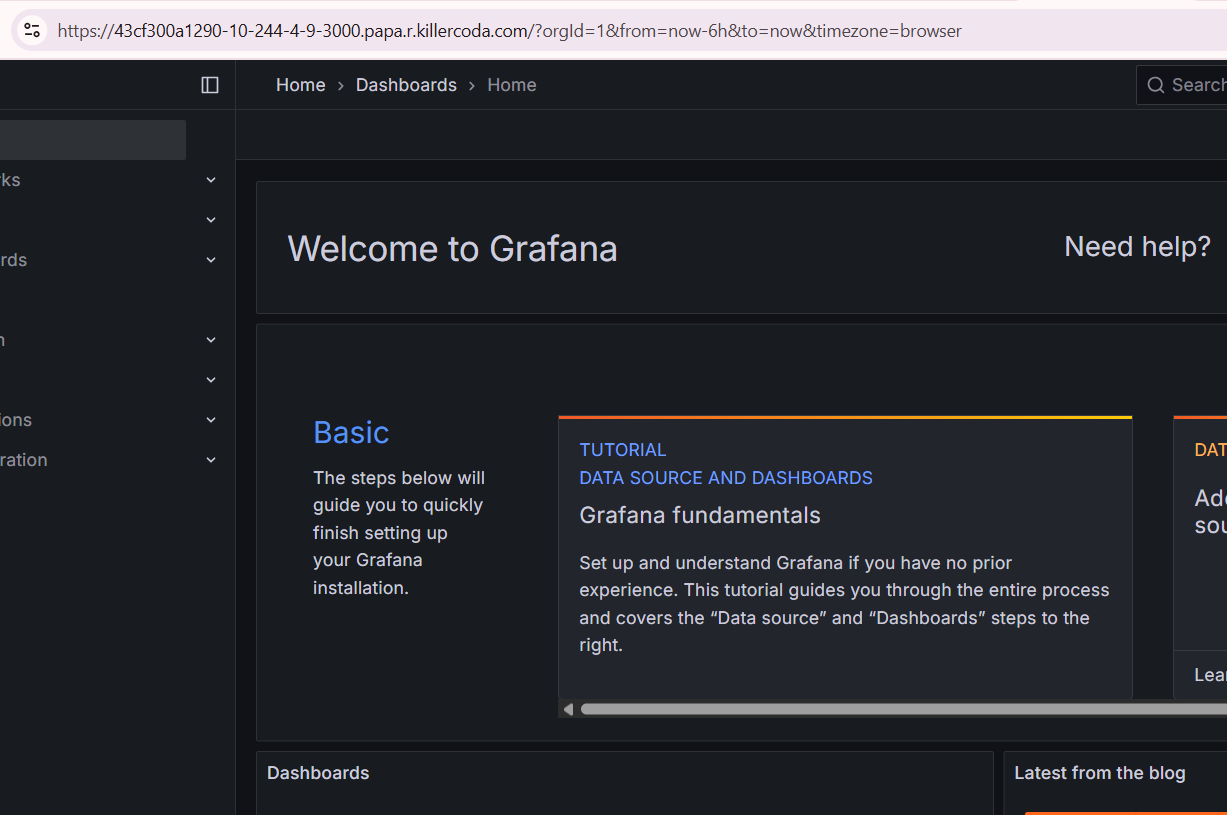 https://43cf300a1290-10-244-4-9-3000.papa.r.killercoda.com/?orgId=1&from=now-6h&to=now&timezone=browser
Home › Dashboards › Home
Search
ks
rds
n
ions
ration
Welcome to Grafana
Need help?
Basic
The steps below will
guide you to quickly
finish setting up
your Grafana
installation.
TUTORIAL
DATA SOURCE AND DASHBOARDS
Grafana fundamentals
Set up and understand Grafana if you have no prior
experience. This tutorial guides you through the entire process
and covers the “Data source” and “Dashboards” steps to the
right.
DAT
Add
sou
Lear
Dashboards
Latest from the blog